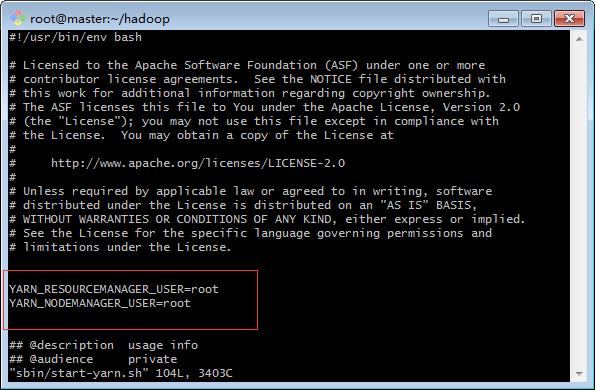 root@master:~/hadoop
#!/usr/bin/env bash
# Licensed to the Apache Software Foundation (ASF) under one or more
# contributor license agreements.  See the NOTICE file distributed with
# this work for additional information regarding copyright ownership.
# The ASF licenses this file to You under the Apache License, Version 2.0
# (the "License"); you may not use this file except in compliance with
# the License.  You may obtain a copy of the License at
#
#     http://www.apache.org/licenses/LICENSE-2.0
#
# Unless required by applicable law or agreed to in writing, software
# distributed under the License is distributed on an "AS IS" BASIS,
# WITHOUT WARRANTIES OR CONDITIONS OF ANY KIND, either express or implied.
# See the License for the specific language governing permissions and
# limitations under the License.
YARN_RESOURCEMANAGER_USER=root
YARN_NODEMANAGER_USER=root
## @description  usage info
## @audience     private
"sbin/start-yarn.sh" 104L, 3403C